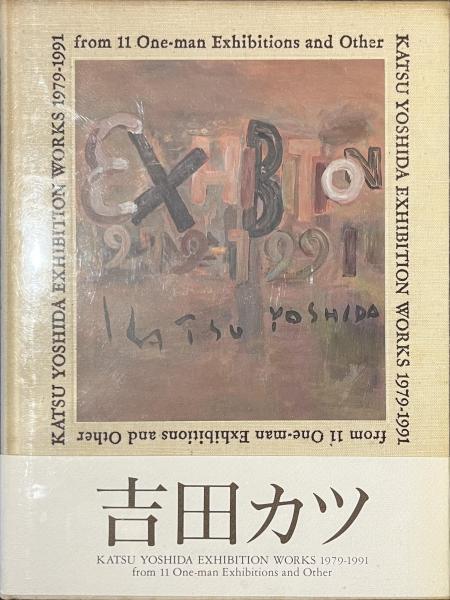 from 11 One-man Exhibitions and Other
KATSU YOSHIDA EXHIBITION WORKS 1979-1991
KATSU YOSHIDA EXHIBITION WORKS 1979-1991
EXHIBITION
1979-1991
KATSU YOSHIDA
from 11 One-man Exhibitions and Other
吉田カツ
KATSU YOSHIDA EXHIBITION WORKS 1979-1991
from 11 One-man Exhibitions and Other